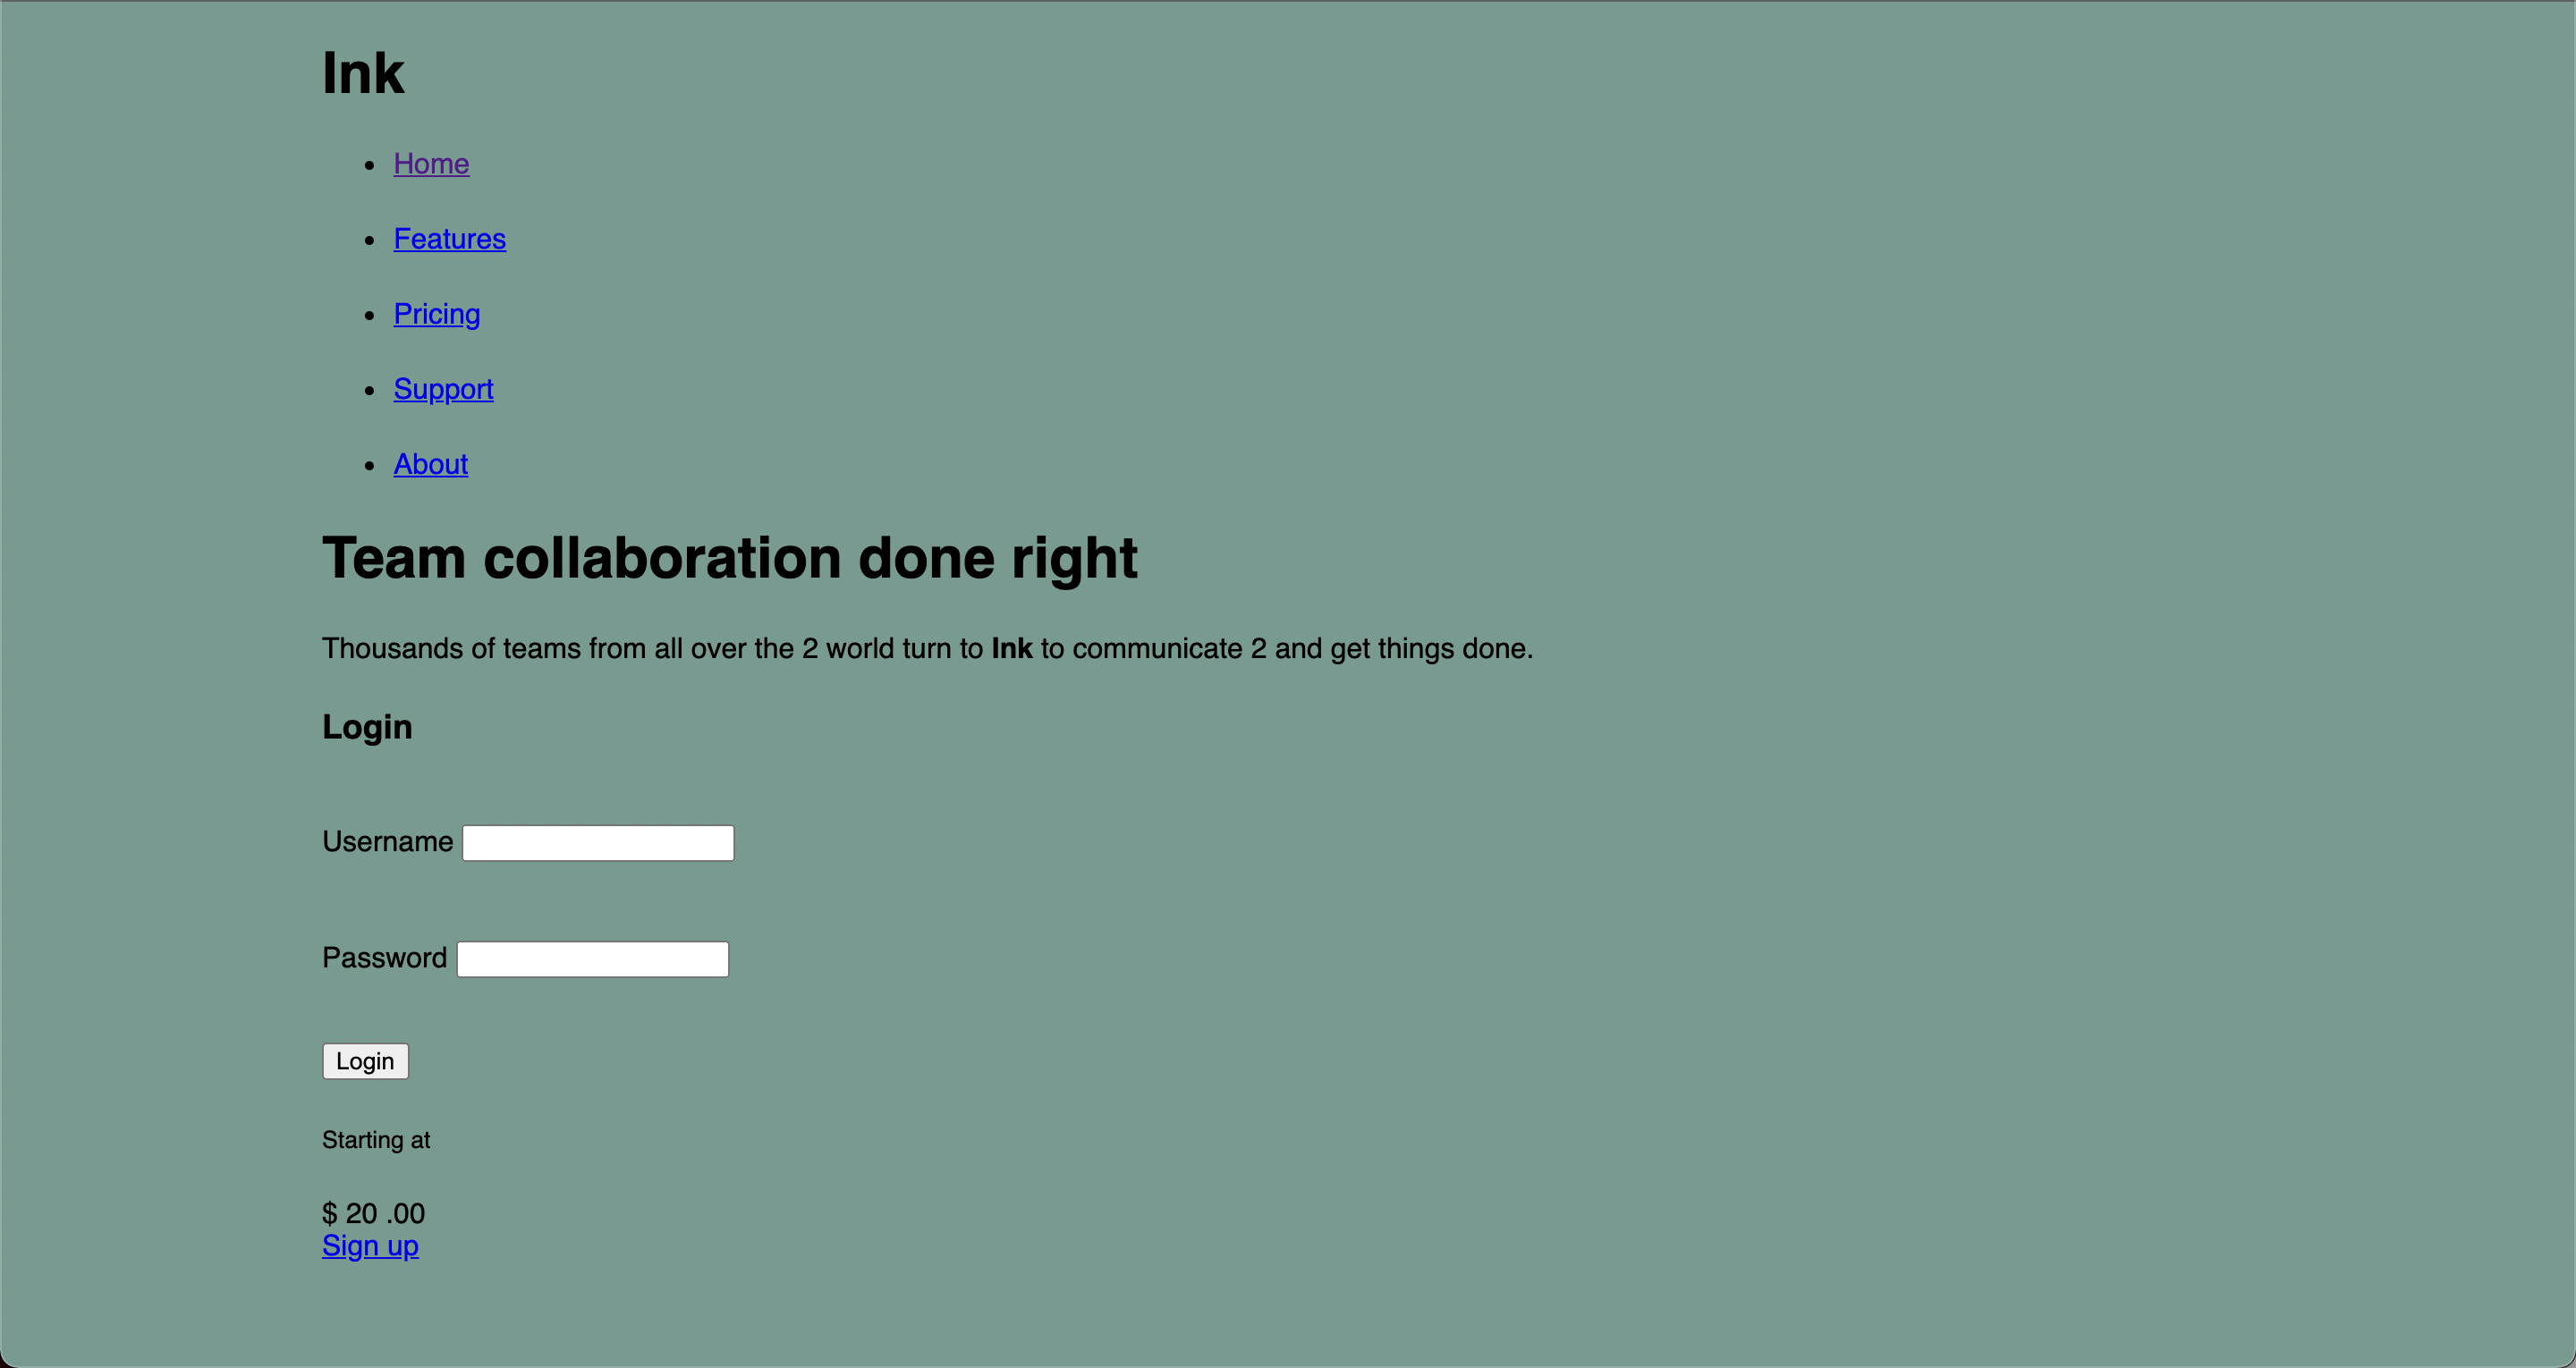 Ink
Home
Features
Pricing
Support
About
Team collaboration done right
Thousands of teams from all over the 2 world turn to Ink to communicate 2 and get things done.
Login
Username
Password
Login
Starting at
$ 20 .00
Sign up